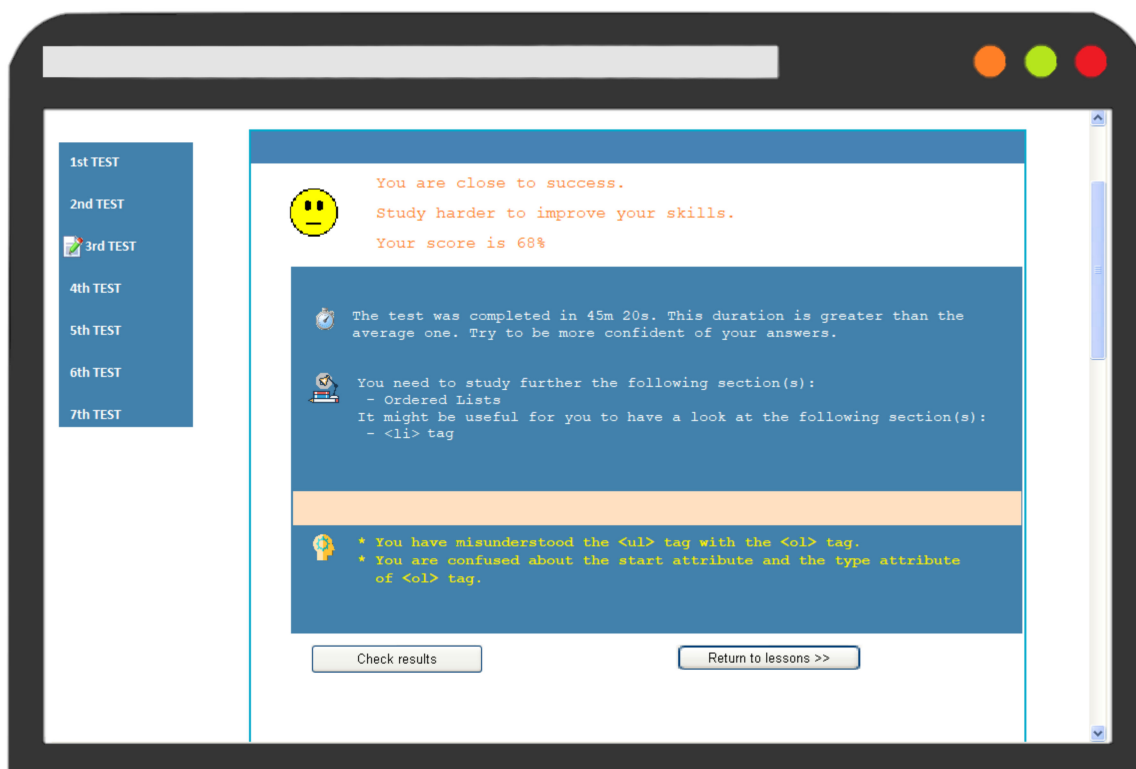 1st TEST
2nd TEST
3rd TEST
4th TEST
5th TEST
6th TEST
7th TEST
You are close to success.
Study harder to improve your skills.
Your score is 68%
The test was completed in 45m 20s. This duration is greater than the
average one. Try to be more confident of your answers.
You need to study further the following section(s):
- Ordered Lists
It might be useful for you to have a look at the following section(s):
- <li> tag
* You have misunderstood the <ul> tag with the <ol> tag.
* You are confused about the start attribute and the type attribute
of <ol> tag.
Check results
Return to lessons >>